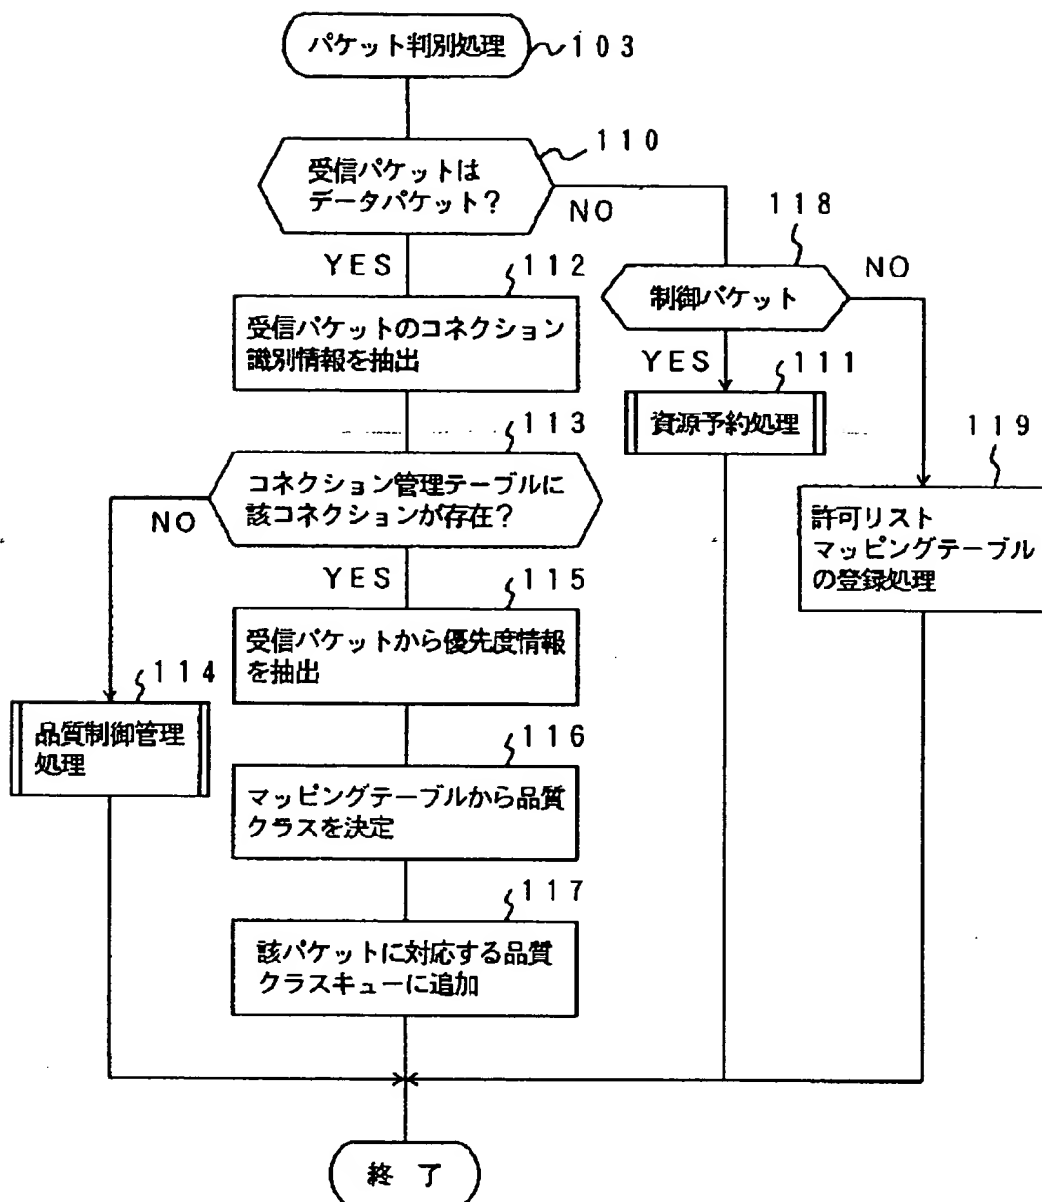 パケット判別処理
103
110
受信パケットは
データパケット?
NO
118
YES
112
NO
制御パケット
受信パケットのコネクション
識別情報を抽出
YES
111
資源予約処理
113
119
コネクション管理テーブルに
該コネクションが存在?
NO
許可リスト
マッピングテーブル
の登録処理
YES
115
受信パケットから優先度情報
を抽出
114
品質制御管理
処理
116
マッピングテーブルから品質
クラスを決定
117
該パケットに対応する品質
クラスキューに追加
終 了